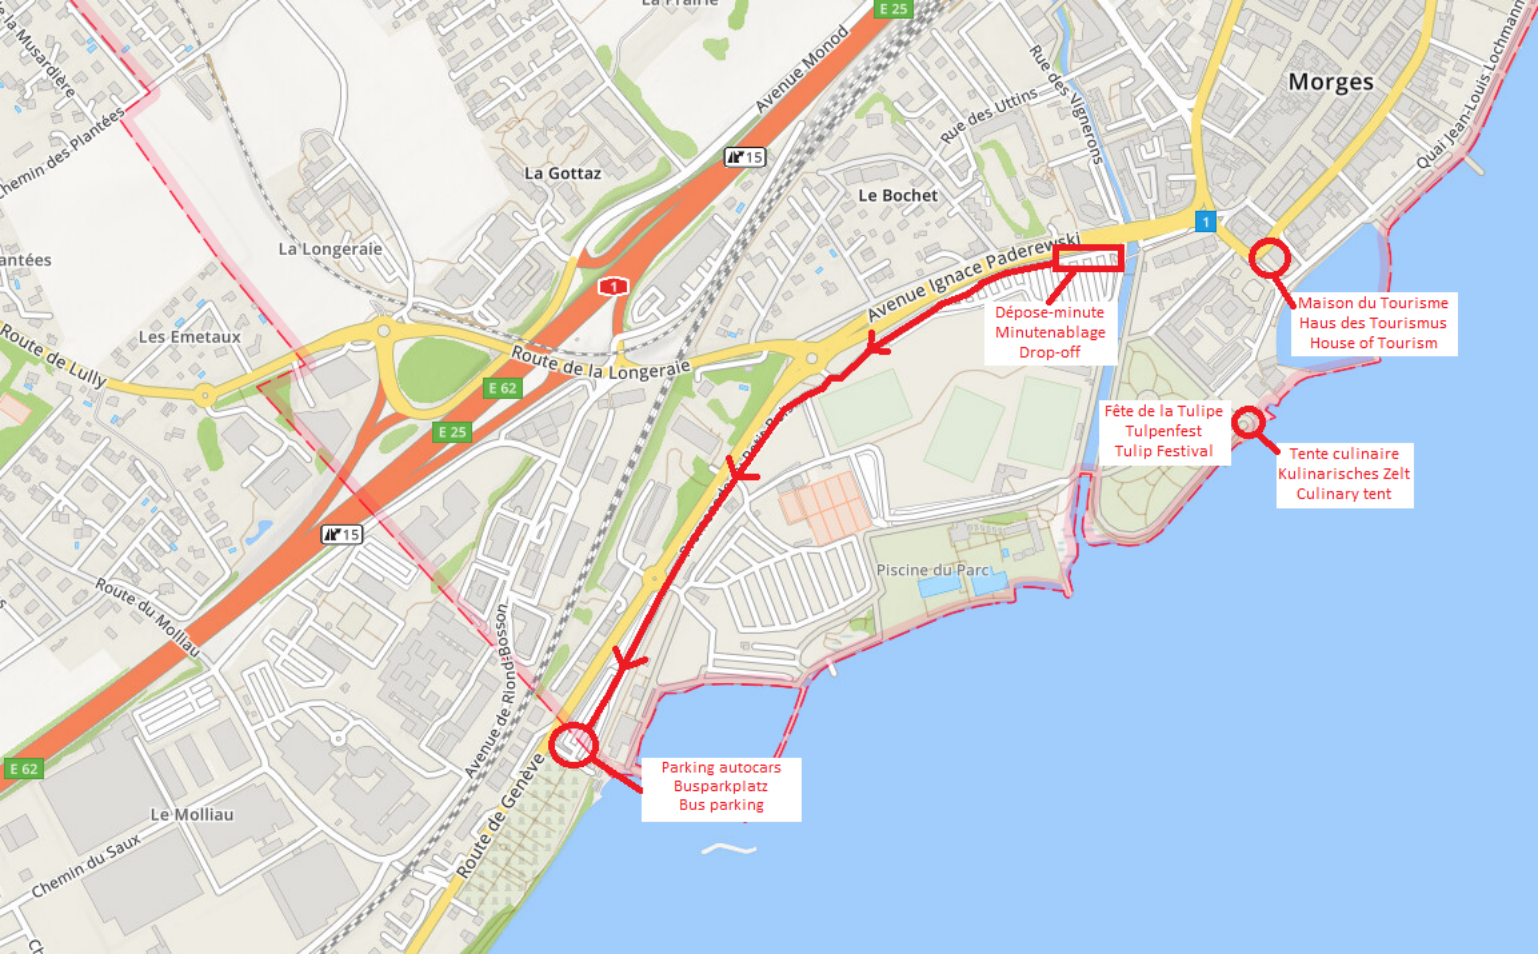 La Prairie
E 25
de la Musardière
Avenue Monod
Rue des Vignerons
Quai Jean-Louis Lochmann
Morges
Rue des Uttins
Chemin des Plantées
15
La Gottaz
Le Bochet
1
La Longeraie
Avenue Ignace Paderewski
antées
1
Maison du Tourisme
Haus des Tourismus
House of Tourism
Dépose-minute
Minutenablage
Drop-off
Les Emetaux
Route de Lully
Route de la Longeraie
E 62
E 25
Fête de la Tulipe
Tulpenfest
Tulip Festival
Tente culinaire
Kulinarisches Zelt
Culinary tent
15
Piscine du Parc
Route du Molliau
Avenue de Riond-Bosson
E 62
Route de Genève
Parking autocars
Busparkplatz
Bus parking
Le Molliau
Chemin du Saux
Ch